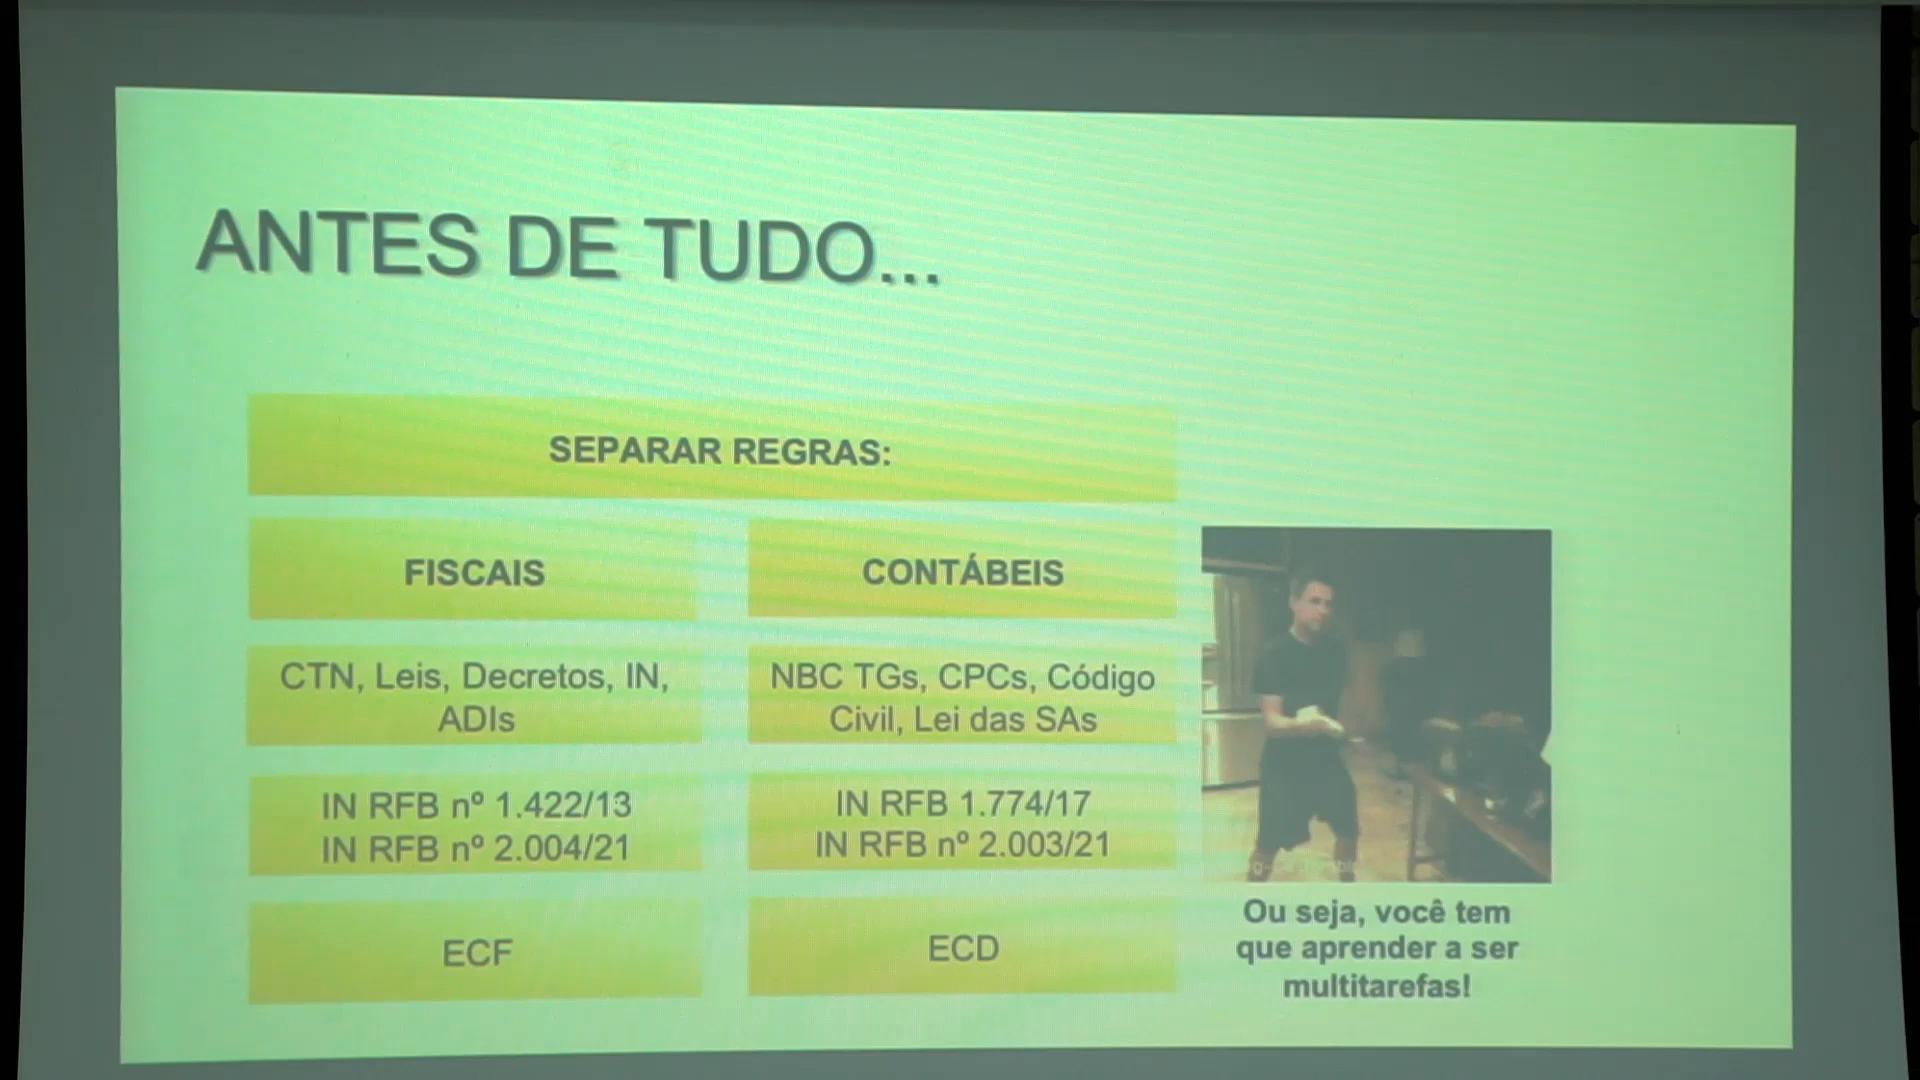 ANTES DE TUDO...
SEPARAR REGRAS:
FISCAIS
CONTÁBEIS
CTN, Leis, Decretos, IN,
ADIs
NBC TGs, CPCs, Código
Civil, Lei das SAs
IN RFB nº 1.422/13
IN RFB nº 2.004/21
IN RFB 1.774/17
IN RFB nº 2.003/21
ECF
ECD
Ou seja, você tem
que aprender a ser
multitarefas!